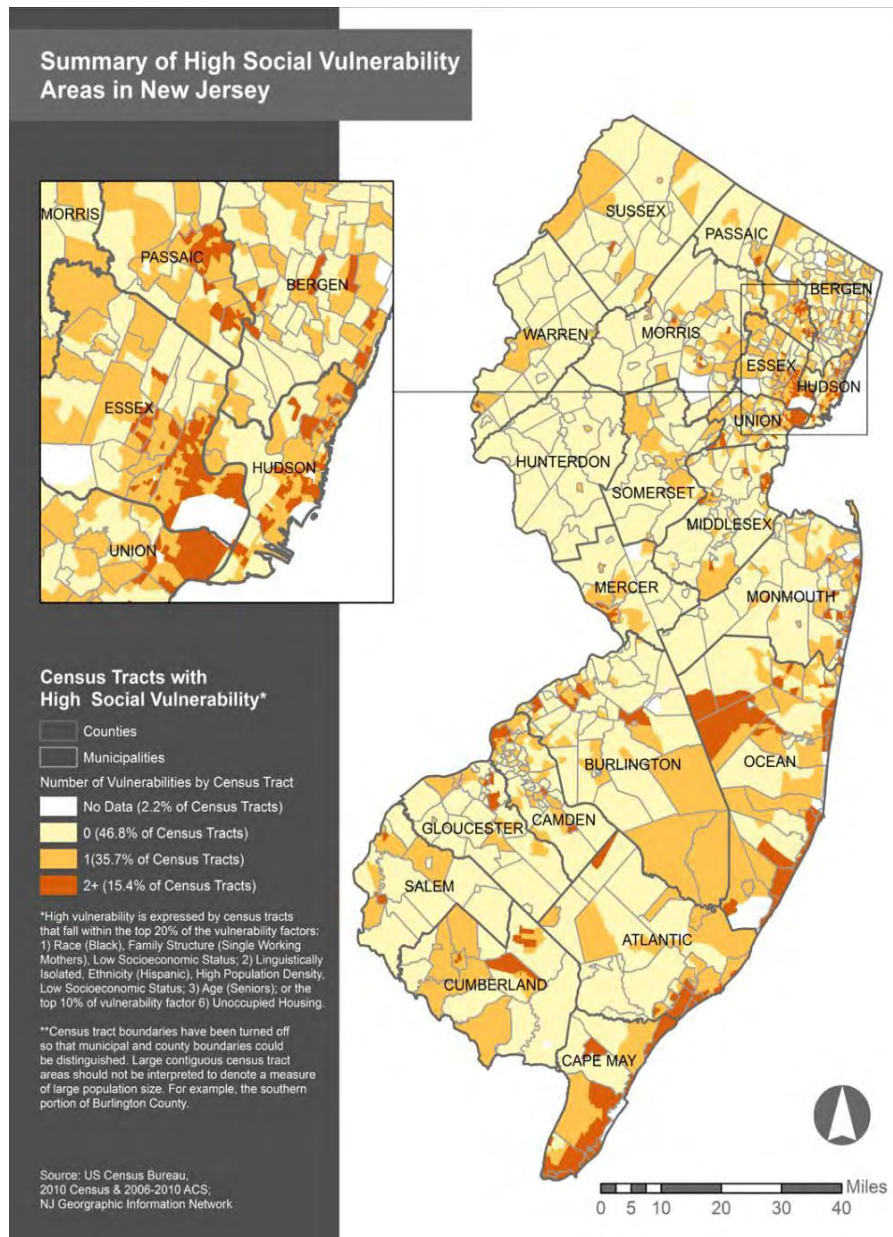 Summary of High Social Vulnerability
Areas in New Jersey
MORRIS
PASSAIC
BERGEN
ESSEX
HUDSON
UNION
SUSSEX
PASSAIC
BERGEN
WARREN
MORRIS
ESSEX
HUDSON
UNION
HUNTERDON
SOMERSET
MIDDLESEX
MERCER
MONMOUTH
OCEAN
BURLINGTON
CAMDEN
GLOUCESTER
SALEM
ATLANTIC
CUMBERLAND
CAPE MAY
Census Tracts with
High Social Vulnerability*
Counties
Municipalities
Number of Vulnerabilities by Census Tract
No Data (2.2% of Census Tracts)
0 (46.8% of Census Tracts)
1(35.7% of Census Tracts)
2+ (15.4% of Census Tracts)
*High vulnerability is expressed by census tracts
that fall within the top 20% of the vulnerability factors:
1) Race (Black), Family Structure (Single Working
Mothers), Low Socioeconomic Status; 2) Linguistically
Isolated, Ethnicity (Hispanic), High Population Density,
Low Socioeconomic Status; 3) Age (Seniors); or the
top 10% of vulnerability factor 6) Unoccupied Housing.
**Census tract boundaries have been turned off
so that municipal and county boundaries could
be distinguished. Large contiguous census tract
areas should not be interpreted to denote a measure
of large population size. For example, the southern
portion of Burlington County.
Source: US Census Bureau,
2010 Census & 2006-2010 ACS;
NJ Georgraphic Information Network
Miles
0 5 10 20 30 40